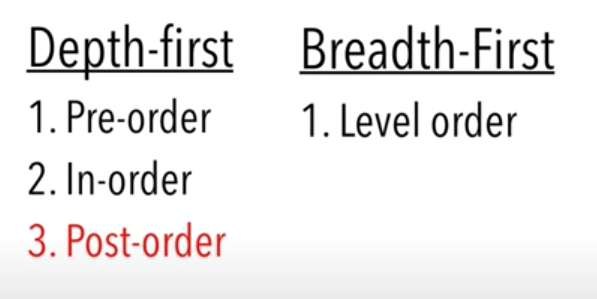 Depth-first
1. Pre-order
2. In-order
3. Post-order
Breadth-First
1. Level order